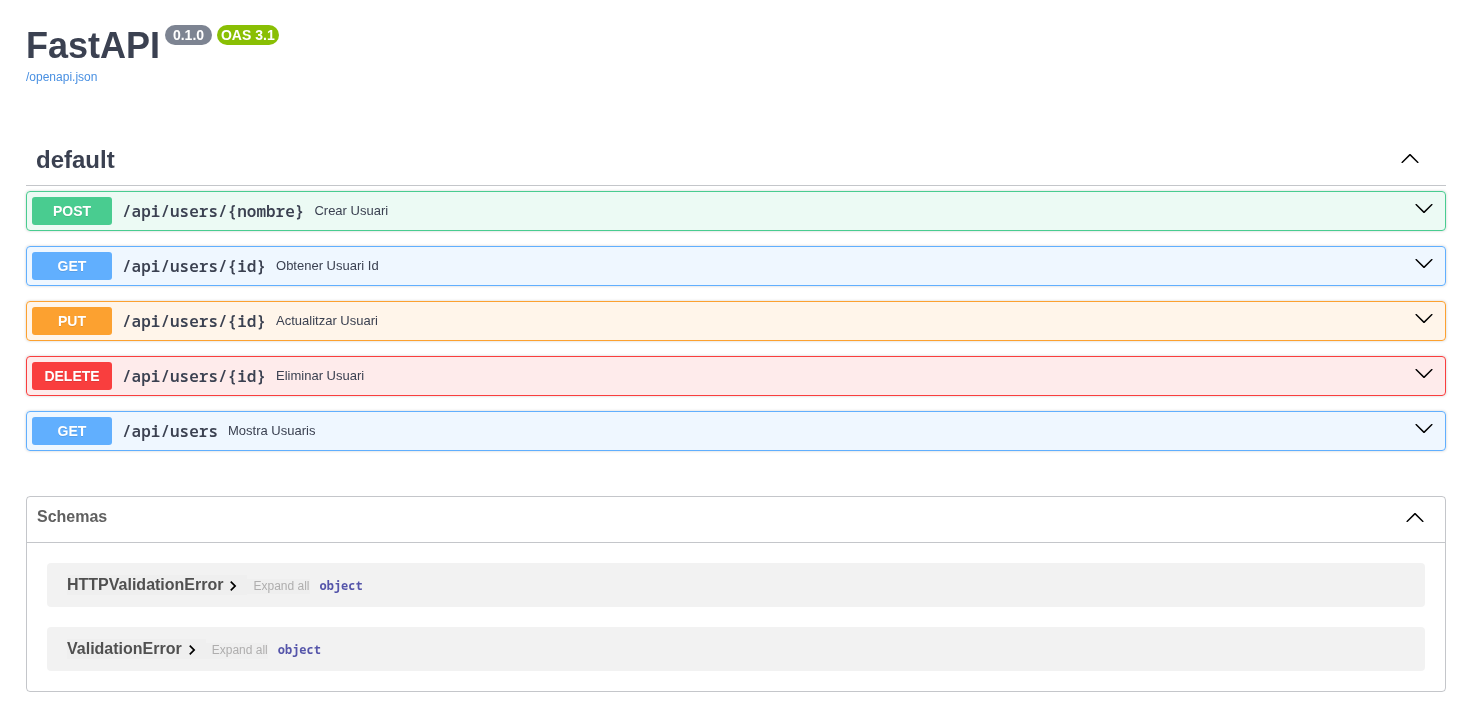 FastAPI 0.1.0 OAS 3.1
/openapi.json
default
POST /api/users/{nombre} Crear Usuari
GET /api/users/{id} Obtener Usuari Id
PUT /api/users/{id} Actualitzar Usuari
DELETE /api/users/{id} Eliminar Usuari
GET /api/users Mostra Usuaris
Schemas
HTTPValidationError Expand all object
ValidationError Expand all object